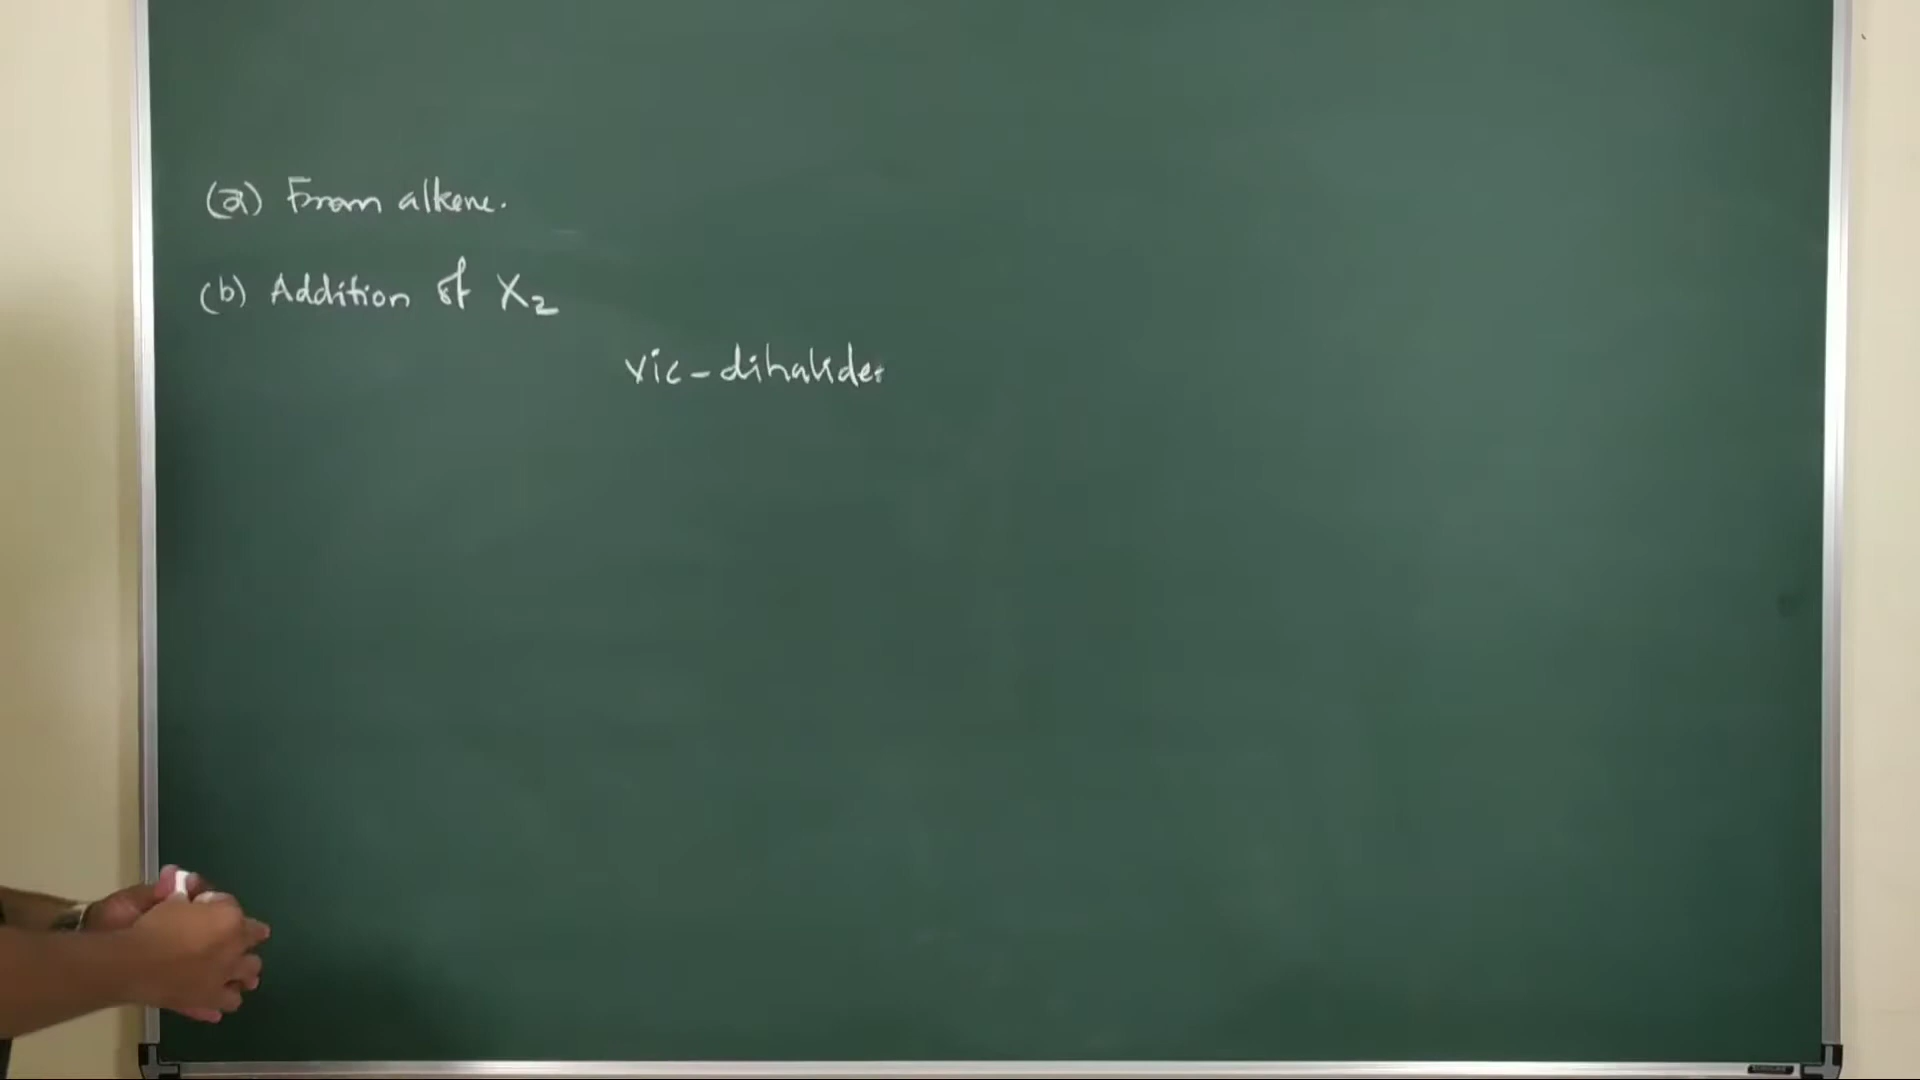 (a) From alkene.
(b) Addition of X₂
vic-dihalides